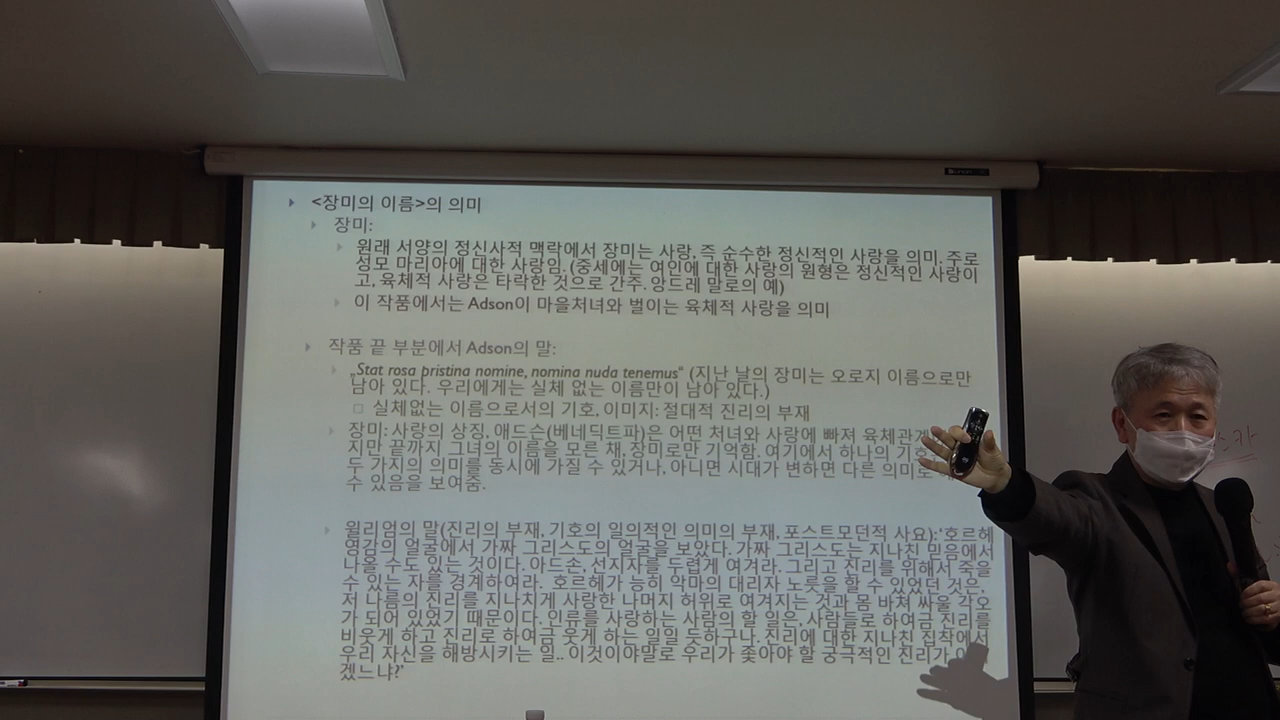 <장미의 이름>의 의미
장미:
원래 서양의 정신사적 맥락에서 장미는 사랑, 즉 순수한 정신적인 사랑을 의미. 주로
성모 마리아에 대한 사랑임. (중세에는 여인에 대한 사랑의 원형은 정신적인 사랑이
고, 육체적 사랑은 타락한 것으로 간주. 앙드레 말로의 예)
이 작품에서는 Adson이 마을처녀와 벌이는 육체적 사랑을 의미
작품 끝 부분에서 Adson의 말:
„Stat rosa pristina nomine, nomina nuda tenemus“ (지난 날의 장미는 오로지 이름으로만
남아 있다. 우리에게는 실체 없는 이름만이 남아 있다.)
실체없는 이름으로서의 기호, 이미지: 절대적 진리의 부재
장미: 사랑의 상징, 애드슨(베네딕트파)은 어떤 처녀와 사랑에 빠져 육체관계
지만 끝까지 그녀의 이름을 모른 채, 장미로만 기억함. 여기에서 하나의
두 가지의 의미를 동시에 가질 수 있거나, 아니면 시대가 변하면 다른 의미로
수 있음을 보여줌.
윌리엄의 말(진리의 부재, 기호의 일의적인 의미의 부재, 포스트모던적 사요):‘호르헤
영감의 얼굴에서 가짜 그리스도의 얼굴을 보았다. 가짜 그리스도는 지나친 믿음에서
나올 수도 있는 것이다. 아드손, 선지자를 두렵게 여겨라. 그리고 진리를 위해서 죽을
수 있는 자를 경계하여라. 호르헤가 능히 악마의 대리자 노릇을 할 수 있었던 것은,
저 나름의 진리를 지나치게 사랑한 나머지 허위로 여겨지는 것과 몸 바쳐 싸울 각오
가 되어 있었기 때문이다. 인류를 사랑하는 사람의 할 일은, 사람들로 하여금 진리를
비웃게 하고 진리로 하여금 웃게 하는 일일 듯하구나. 진리에 대한 지나친 집착에서
우리 자신을 해방시키는 일.. 이것이야말로 우리가 좇아야 할 궁극적인 진리가
겠느냐?’